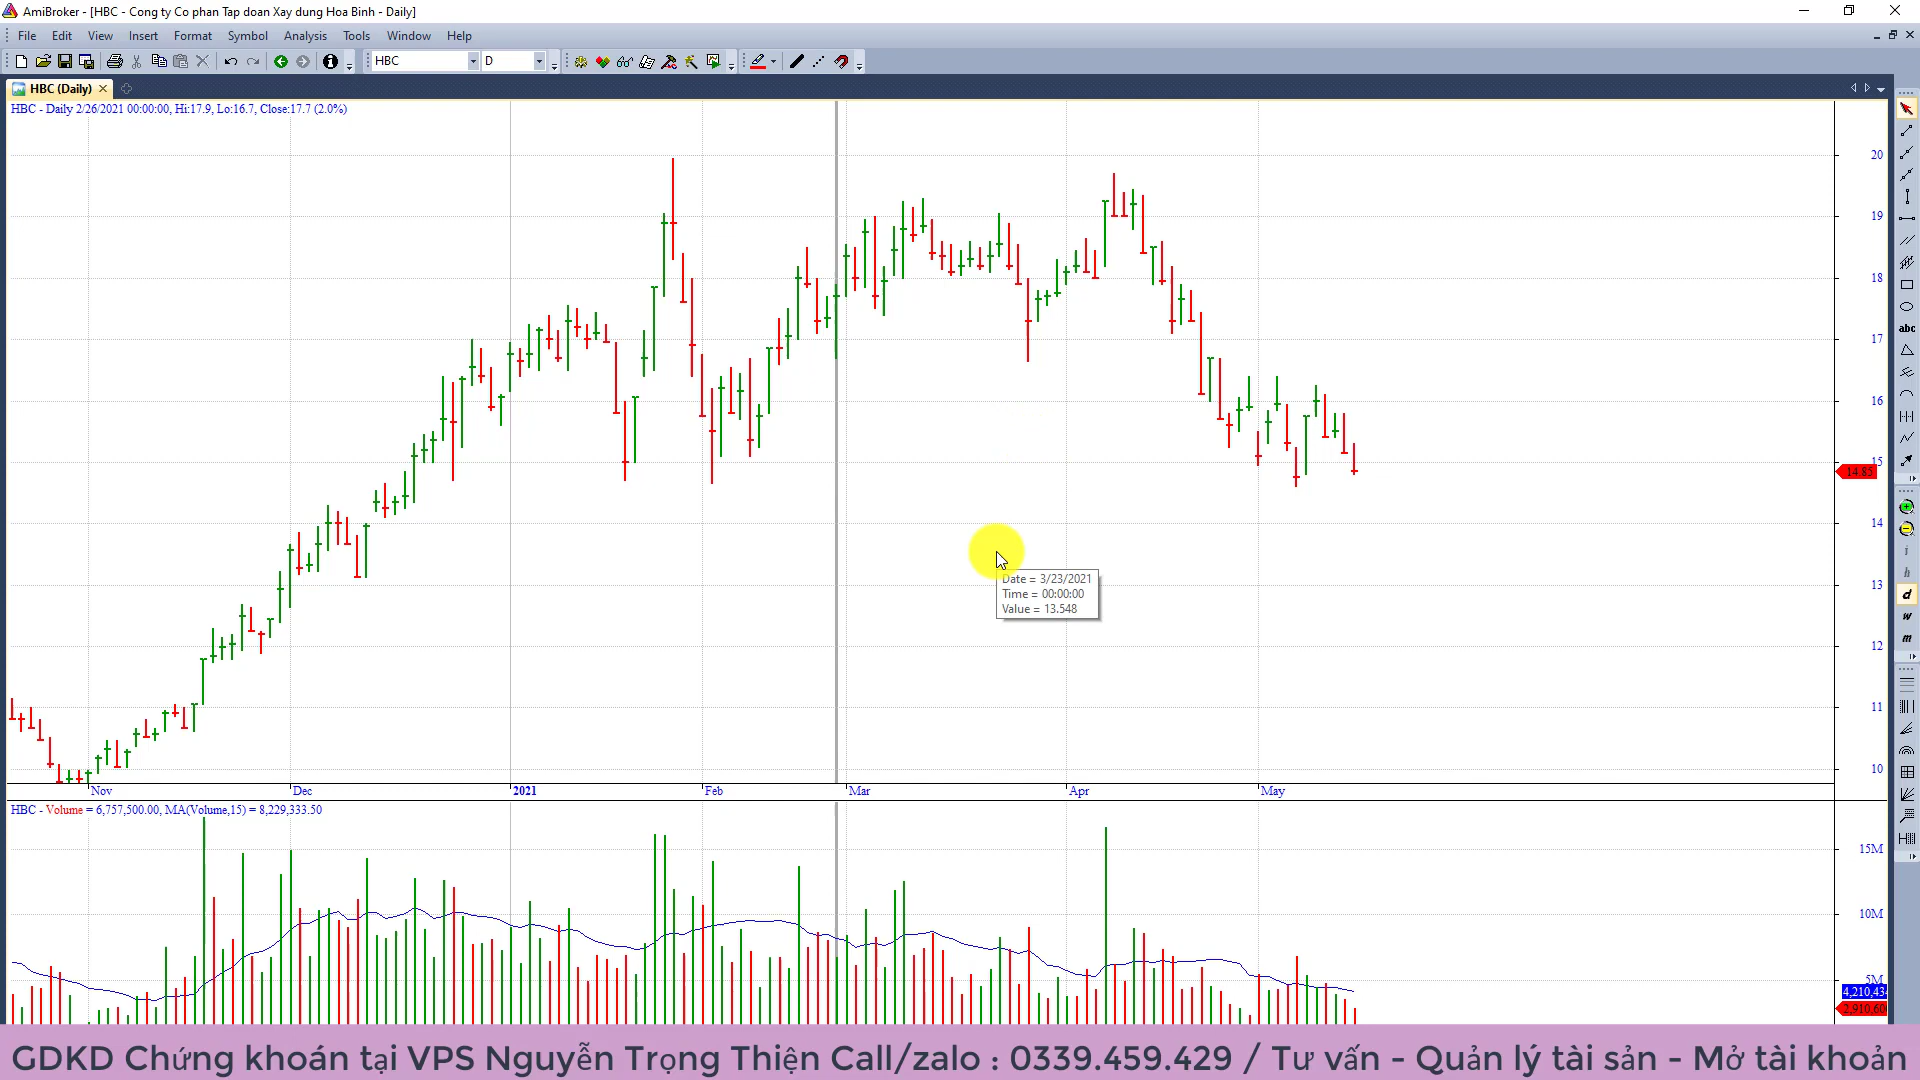 AmiBroker - [HBC - Cong ty Co phan Tap doan Xay dung Hoa Binh - Daily]
File Edit View Insert Format Symbol Analysis Tools Window Help
HBC D
HBC (Daily)
HBC - Daily 2/26/2021 00:00:00, Hi:17.9, Lo:16.7, Close:17.7 (2.0%)
20
19
18
17
16
15
14.85
14
13
12
11
10
Date = 3/23/2021
Time = 00:00:00
Value = 13.548
Nov Dec 2021 Feb Mar Apr May
HBC - Volume = 6,757,500.00, MA(Volume,15) = 8,229,333.50
15M
10M
5M
4,210,43
2,910,60
abc
i
h
d
w
m
GDKD Chứng khoán tại VPS Nguyễn Trọng Thiện Call/zalo : 0339.459.429 / Tư vấn - Quản lý tài sản - Mở tài khoản